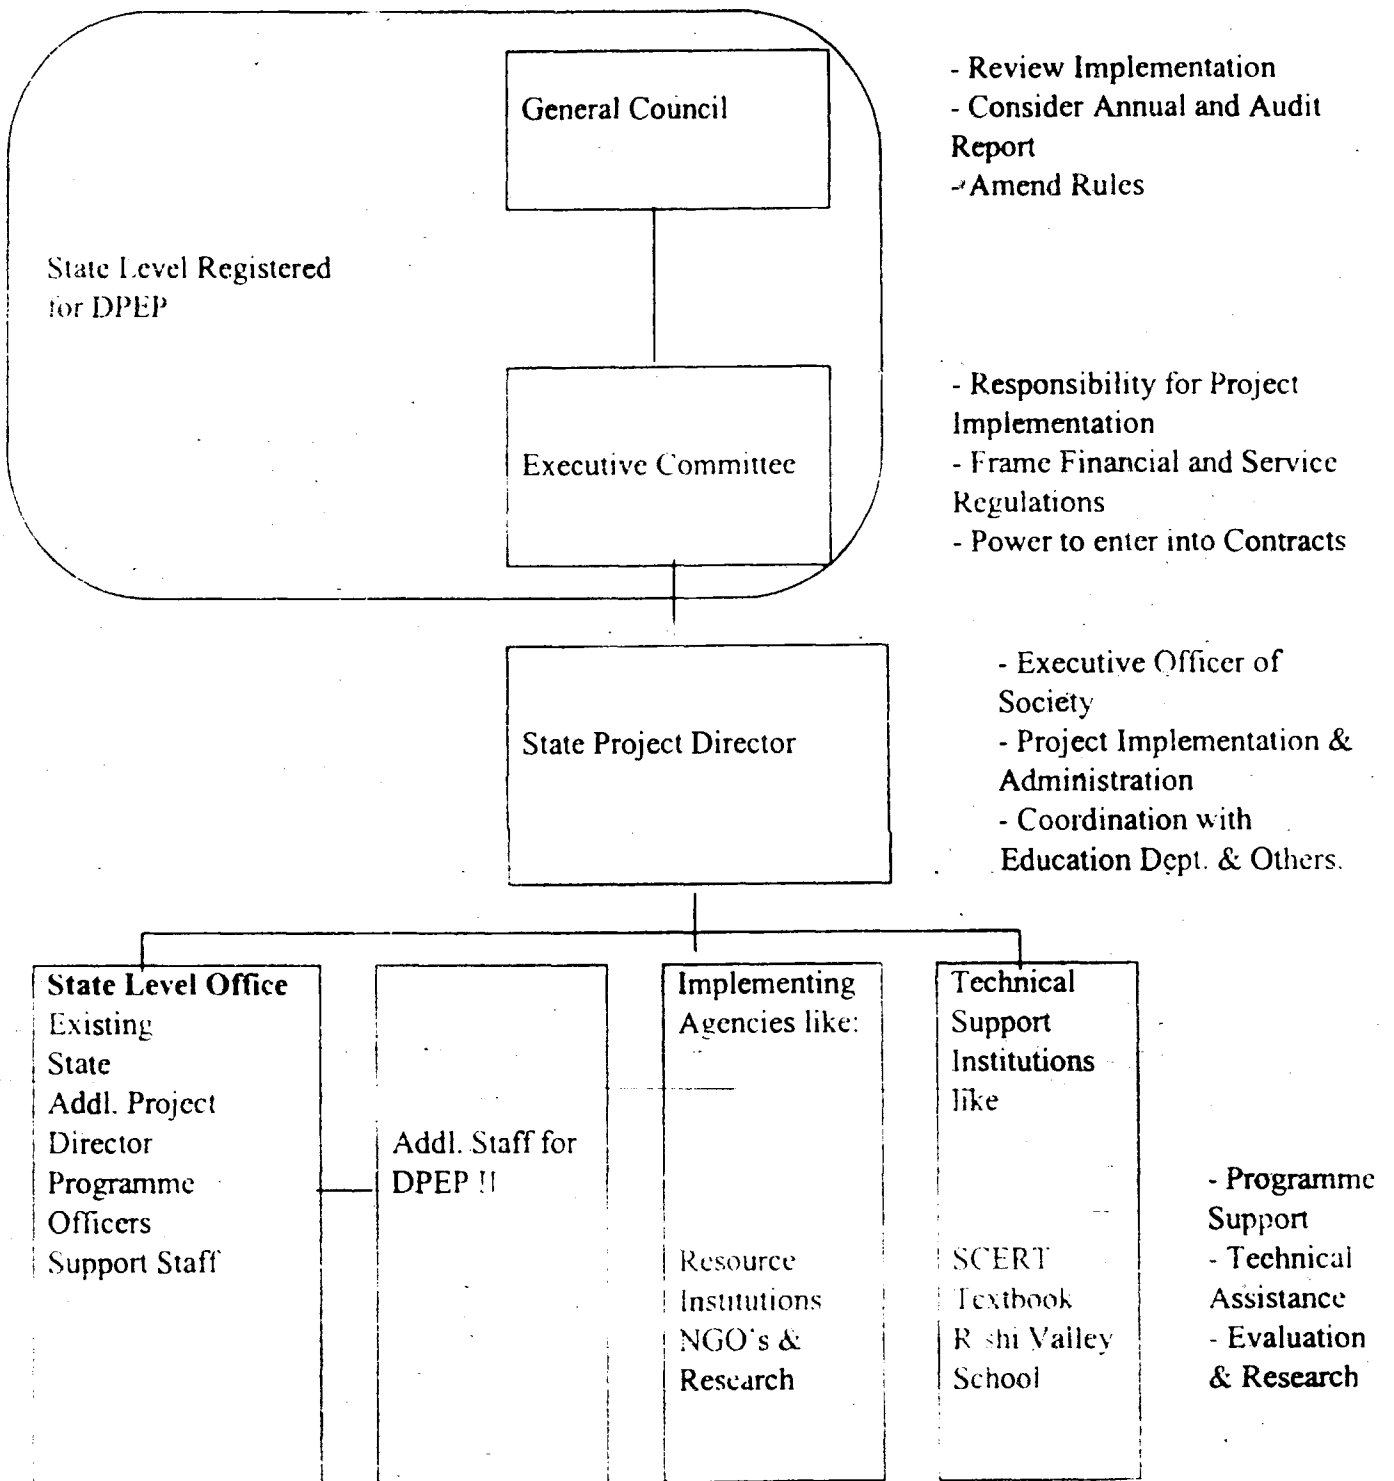 General Council
- Review Implementation
- Consider Annual and Audit
Report
- Amend Rules
State Level Registered
for DPEP
Executive Committee
- Responsibility for Project
Implementation
- Frame Financial and Service
Regulations
- Power to enter into Contracts
State Project Director
- Executive Officer of
Society
- Project Implementation &
Administration
- Coordination with
Education Dept. & Others.
State Level Office
Existing
State
Addl. Project
Director
Programme
Officers
Support Staff
Addl. Staff for
DPEP II
Implementing
Agencies like:
Resource
Institutions
NGO's &
Research
Technical
Support
Institutions
like
SCERT
Textbook
Rishi Valley
School
- Programme
Support
- Technical
Assistance
- Evaluation
& Research